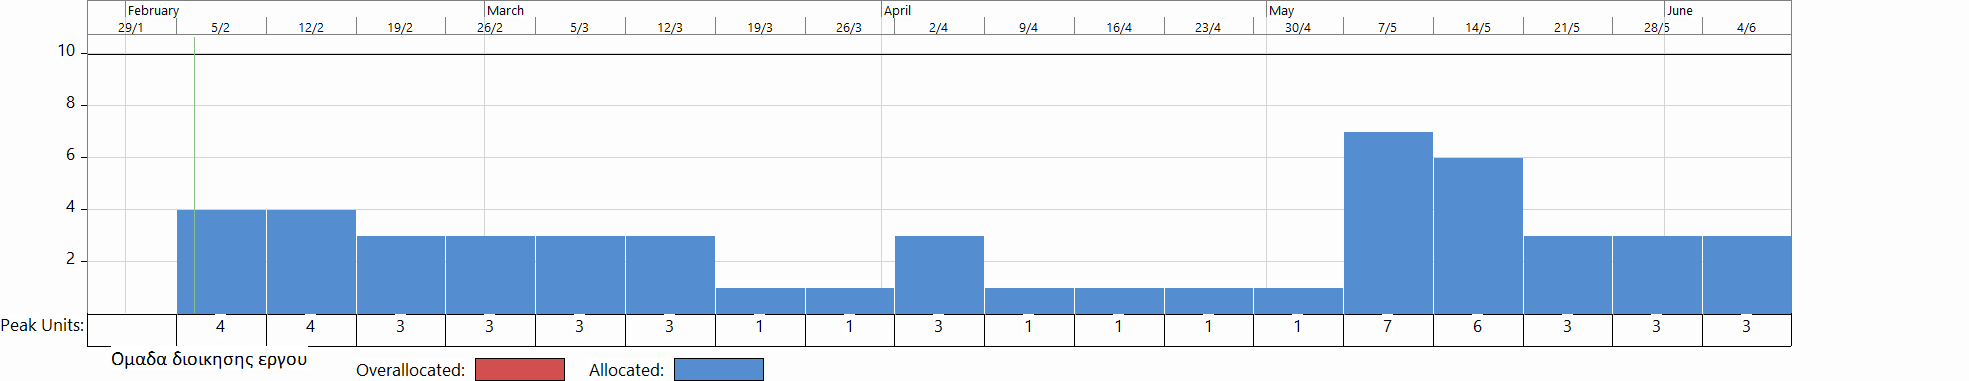 February March April May June
29/1 5/2 12/2 19/2 26/2 5/3 12/3 19/3 26/3 2/4 9/4 16/4 23/4 30/4 7/5 14/5 21/5 28/5 4/6
10
8
6
4
2
Peak Units: 4 4 3 3 3 3 1 1 3 1 1 1 1 7 6 3 3 3
Ομαδα διοικησης εργου
Overallocated: Allocated: